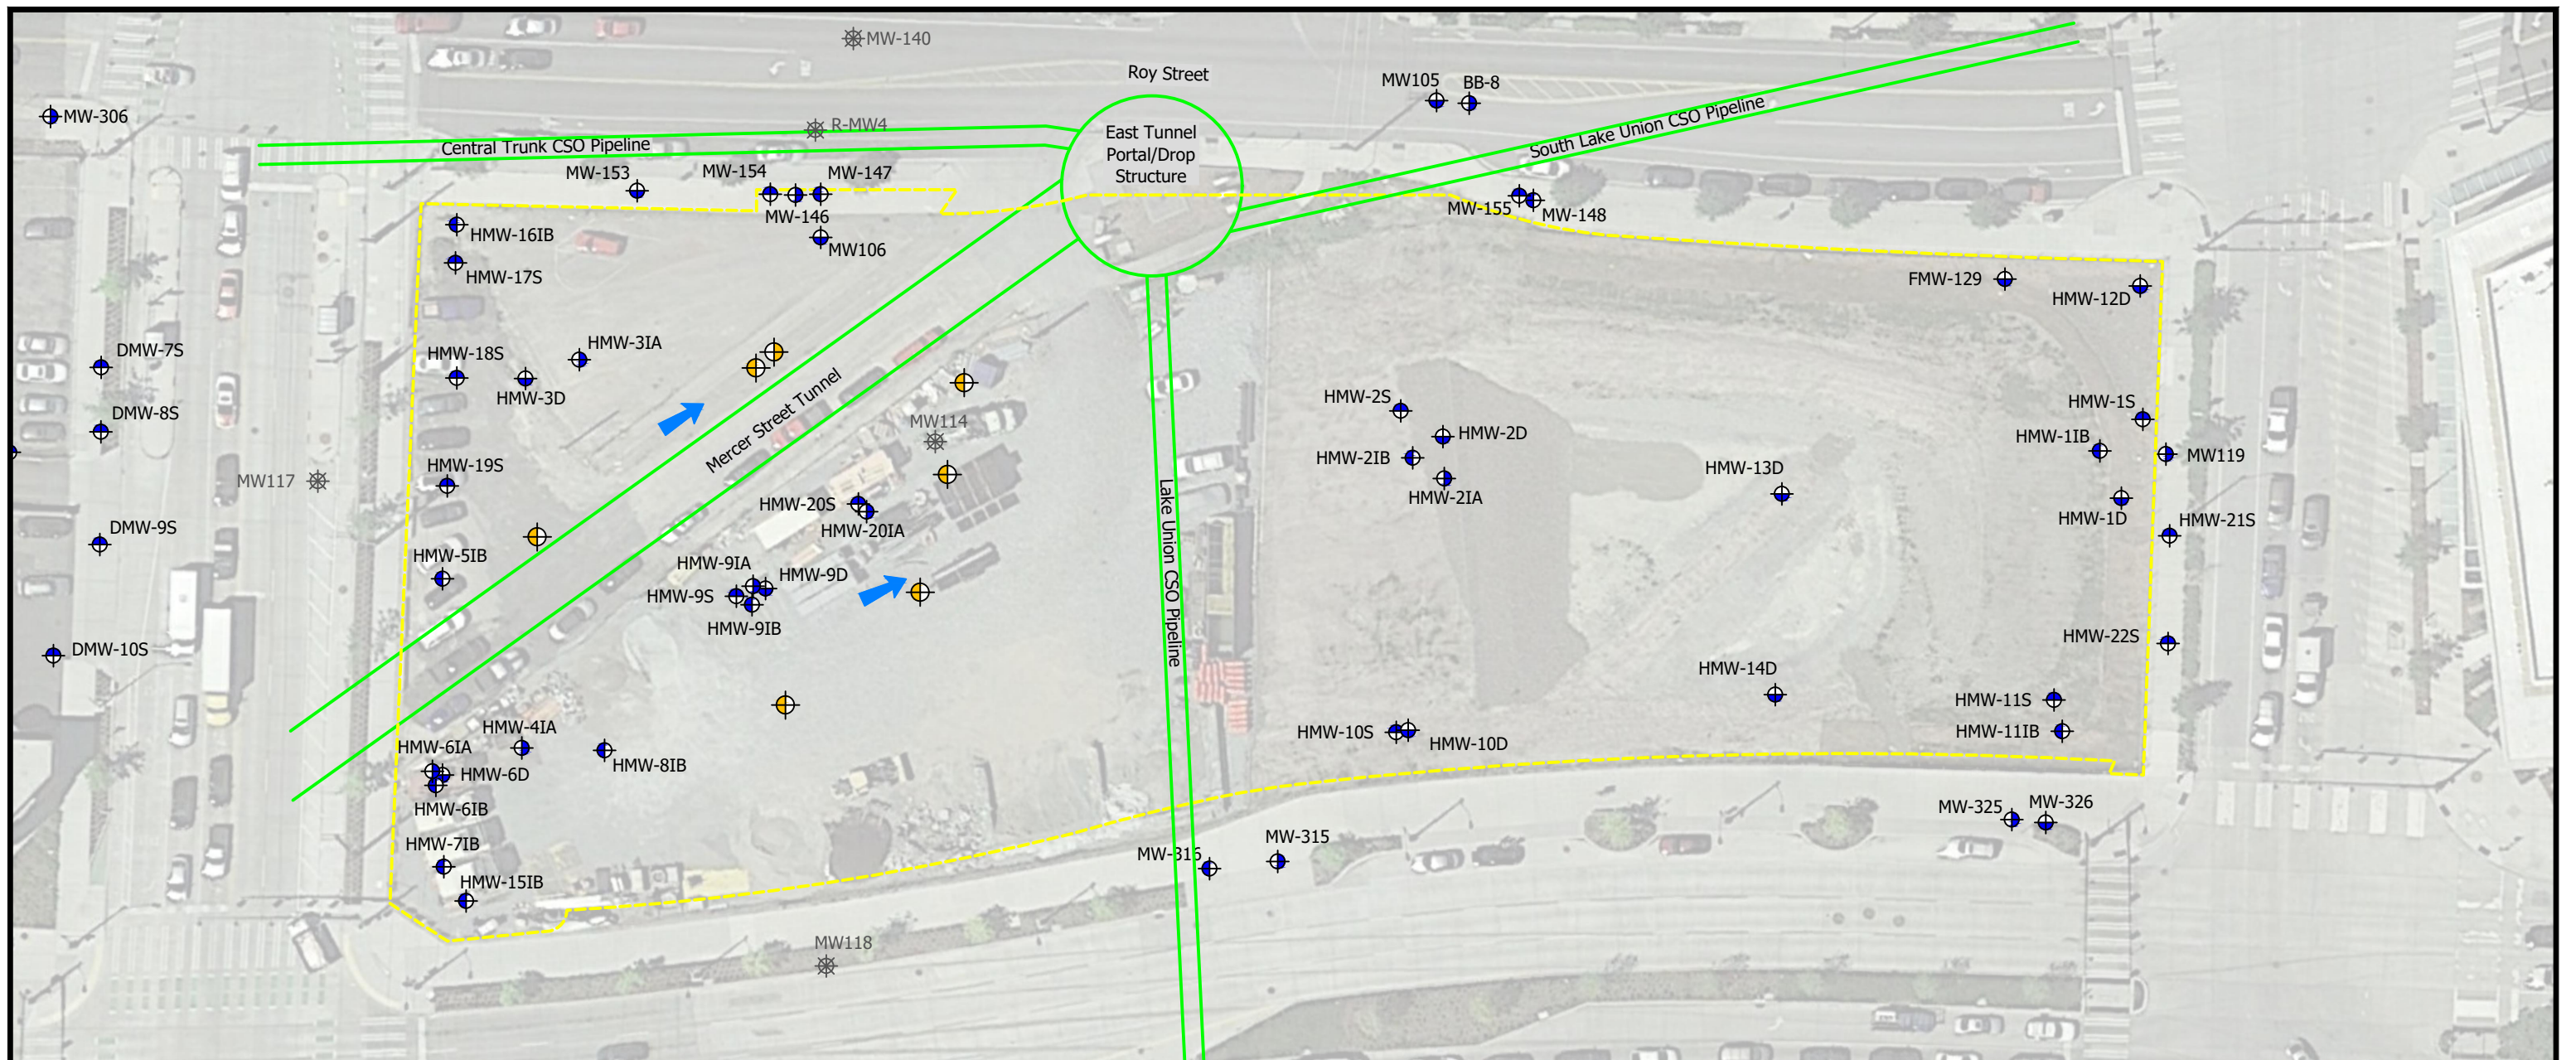 MW-140
Roy Street
MW105
BB-8
MW-306
R-MW4
Central Trunk CSO Pipeline
East Tunnel
Portal/Drop
Structure
South Lake Union CSO Pipeline
MW-153
MW-154
MW-147
MW-146
MW106
MW-155
MW-148
HMW-16IB
HMW-17S
FMW-129
HMW-12D
DMW-7S
HMW-18S
HMW-3IA
HMW-3D
DMW-8S
Mercer Street Tunnel
MW114
HMW-2S
HMW-2D
HMW-2IB
HMW-2IA
HMW-1S
HMW-1IB
MW119
HMW-13D
HMW-1D
HMW-21S
MW117
HMW-19S
HMW-20S
HMW-20IA
DMW-9S
HMW-5IB
HMW-9IA
HMW-9D
HMW-9S
HMW-9IB
Lake Union CSO Pipeline
DMW-10S
HMW-22S
HMW-14D
HMW-11S
HMW-11IB
HMW-10S
HMW-10D
HMW-4IA
HMW-6IA
HMW-6D
HMW-8IB
HMW-6IB
HMW-7IB
HMW-15IB
MW-316
MW-315
MW-325
MW-326
MW118